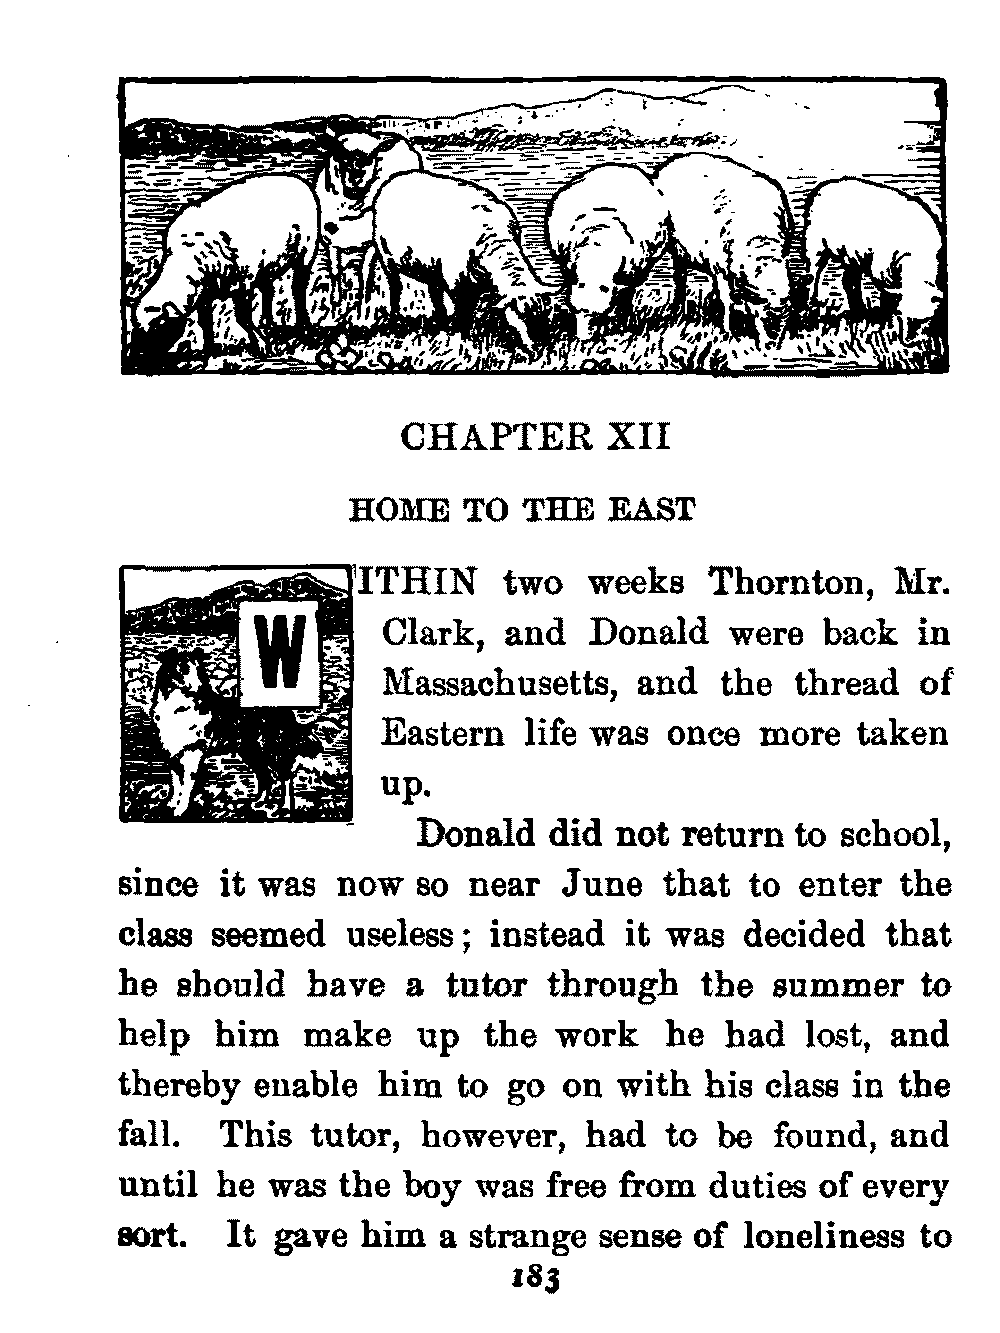 CHAPTER XII
HOME TO THE EAST
WITHIN two weeks Thornton, Mr.
Clark, and Donald were back in
Massachusetts, and the thread of
Eastern life was once more taken
up.
Donald did not return to school,
since it was now so near June that to enter the
class seemed useless; instead it was decided that
he should have a tutor through the summer to
help him make up the work he had lost, and
thereby enable him to go on with his class in the
fall. This tutor, however, had to be found, and
until he was the boy was free from duties of every
sort. It gave him a strange sense of loneliness to
183